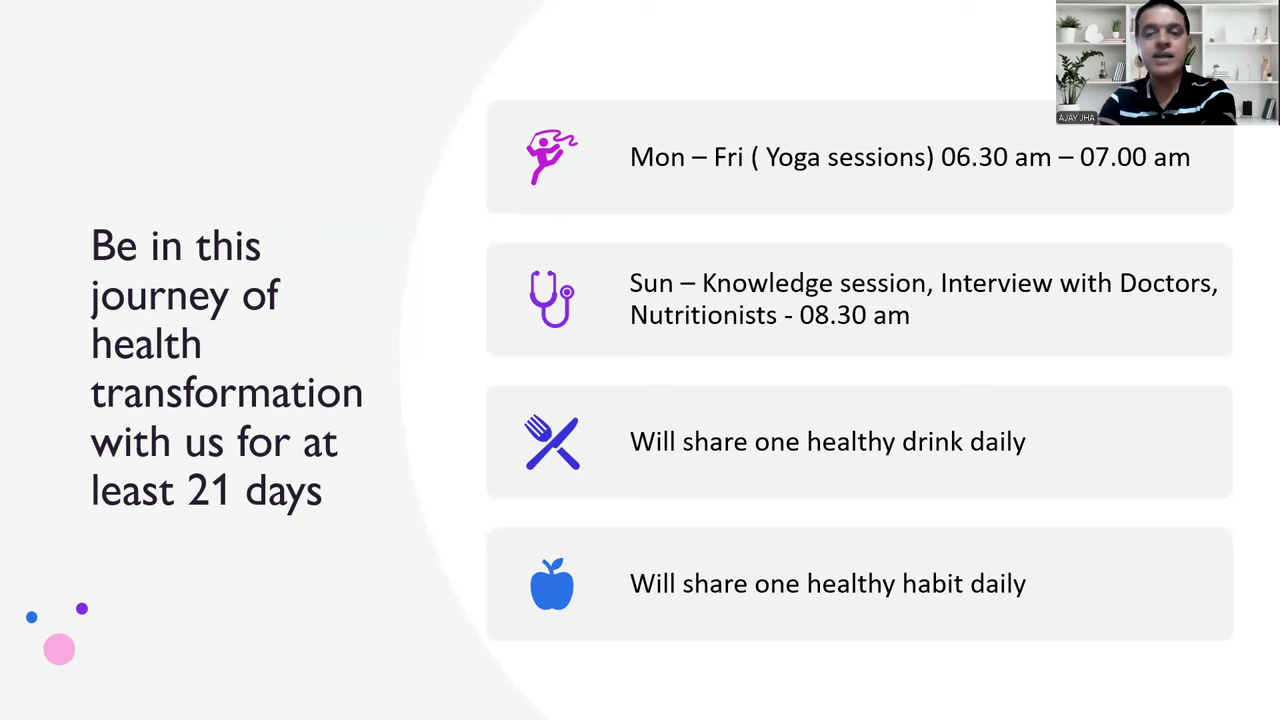 Be in this
journey of
health
transformation
with us for at
least 21 days
Mon – Fri ( Yoga sessions) 06.30 am – 07.00 am
Sun – Knowledge session, Interview with Doctors,
Nutritionists - 08.30 am
Will share one healthy drink daily
Will share one healthy habit daily
AJAY JHA